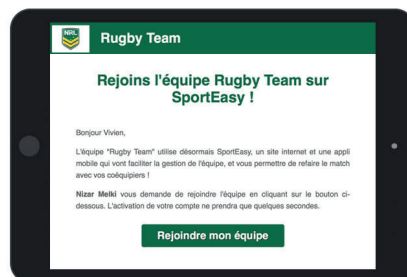 NRL
Rugby Team
Rejoins l'équipe Rugby Team sur
SportEasy !
Bonjour Vivien,
L'équipe "Rugby Team" utilise désormais SportEasy, un site internet et une appli
mobile qui vont faciliter la gestion de l'équipe, et vous permettre de refaire le match
avec vos coéquipiers !
Nizar Melki vous demande de rejoindre l'équipe en cliquant sur le bouton ci-
dessous. L'activation de votre compte ne prendra que quelques secondes.
Rejoindre mon équipe